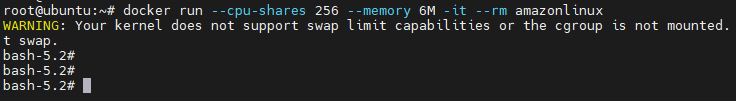 root@ubuntu:~# docker run --cpu-shares 256 --memory 6M -it --rm amazonlinux
WARNING: Your kernel does not support swap limit capabilities or the cgroup is not mounted.
t swap.
bash-5.2#
bash-5.2#
bash-5.2#